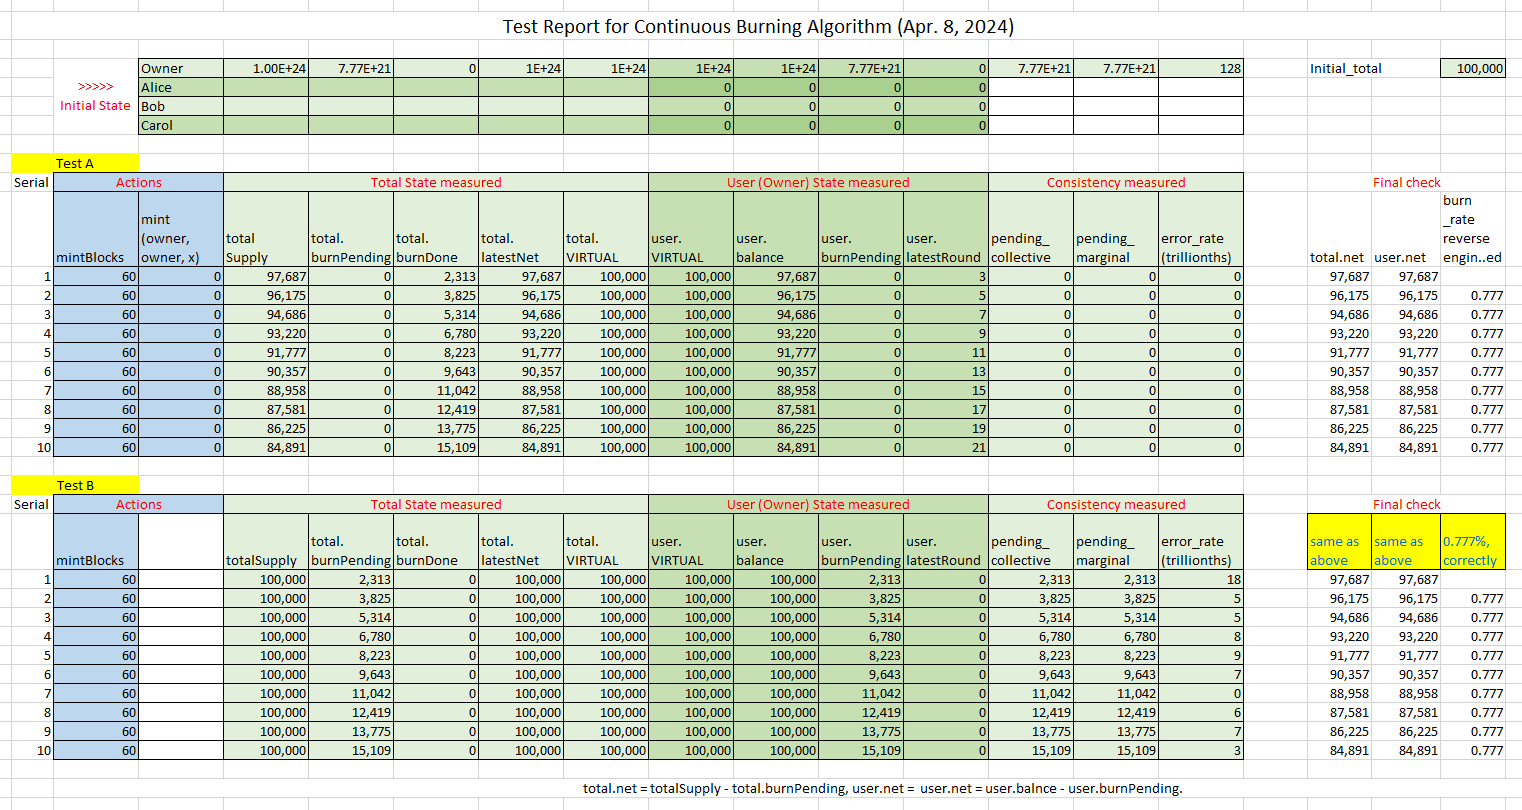 Test Report for Continuous Burning Algorithm (Apr. 8, 2024)
Owner 1.00E+24 7.77E+21 0 1E+24 1E+24 1E+24 1E+24 7.77E+21 0 7.77E+21 7.77E+21 128 Initial_total 100,000
>>>>> Alice 0 0 0 0
Initial State Bob 0 0 0 0
Carol 0 0 0 0
Test A
Serial Actions Total State measured User (Owner) State measured Consistency measured Final check
burn
mint _rate
(owner, total total. total. total. total. user. user. user. user. pending_ pending_ error_rate reverse
mintBlocks owner, x) Supply burnPending burnDone latestNet VIRTUAL VIRTUAL balance burnPending latestRound collective marginal (trillionths) total.net user.net engin..ed
1 60 0 97,687 0 2,313 97,687 100,000 100,000 97,687 0 3 0 0 0 97,687 97,687
2 60 0 96,175 0 3,825 96,175 100,000 100,000 96,175 0 5 0 0 0 96,175 96,175 0.777
3 60 0 94,686 0 5,314 94,686 100,000 100,000 94,686 0 7 0 0 0 94,686 94,686 0.777
4 60 0 93,220 0 6,780 93,220 100,000 100,000 93,220 0 9 0 0 0 93,220 93,220 0.777
5 60 0 91,777 0 8,223 91,777 100,000 100,000 91,777 0 11 0 0 0 91,777 91,777 0.777
6 60 0 90,357 0 9,643 90,357 100,000 100,000 90,357 0 13 0 0 0 90,357 90,357 0.777
7 60 0 88,958 0 11,042 88,958 100,000 100,000 88,958 0 15 0 0 0 88,958 88,958 0.777
8 60 0 87,581 0 12,419 87,581 100,000 100,000 87,581 0 17 0 0 0 87,581 87,581 0.777
9 60 0 86,225 0 13,775 86,225 100,000 100,000 86,225 0 19 0 0 0 86,225 86,225 0.777
10 60 0 84,891 0 15,109 84,891 100,000 100,000 84,891 0 21 0 0 0 84,891 84,891 0.777
Test B
Serial Actions Total State measured User (Owner) State measured Consistency measured Final check
total. total. total. total. user. user. user. user. pending_ pending_ error_rate same as same as 0.777%,
mintBlocks totalSupply burnPending burnDone latestNet VIRTUAL VIRTUAL balance burnPending latestRound collective marginal (trillionths) above above correctly
1 60 100,000 2,313 0 100,000 100,000 100,000 100,000 2,313 0 2,313 2,313 18 97,687 97,687
2 60 100,000 3,825 0 100,000 100,000 100,000 100,000 3,825 0 3,825 3,825 5 96,175 96,175 0.777
3 60 100,000 5,314 0 100,000 100,000 100,000 100,000 5,314 0 5,314 5,314 5 94,686 94,686 0.777
4 60 100,000 6,780 0 100,000 100,000 100,000 100,000 6,780 0 6,780 6,780 8 93,220 93,220 0.777
5 60 100,000 8,223 0 100,000 100,000 100,000 100,000 8,223 0 8,223 8,223 9 91,777 91,777 0.777
6 60 100,000 9,643 0 100,000 100,000 100,000 100,000 9,643 0 9,643 9,643 7 90,357 90,357 0.777
7 60 100,000 11,042 0 100,000 100,000 100,000 100,000 11,042 0 11,042 11,042 0 88,958 88,958 0.777
8 60 100,000 12,419 0 100,000 100,000 100,000 100,000 12,419 0 12,419 12,419 6 87,581 87,581 0.777
9 60 100,000 13,775 0 100,000 100,000 100,000 100,000 13,775 0 13,775 13,775 7 86,225 86,225 0.777
10 60 100,000 15,109 0 100,000 100,000 100,000 100,000 15,109 0 15,109 15,109 3 84,891 84,891 0.777
total.net = totalSupply - total.burnPending, user.net = user.net = user.balnce - user.burnPending.